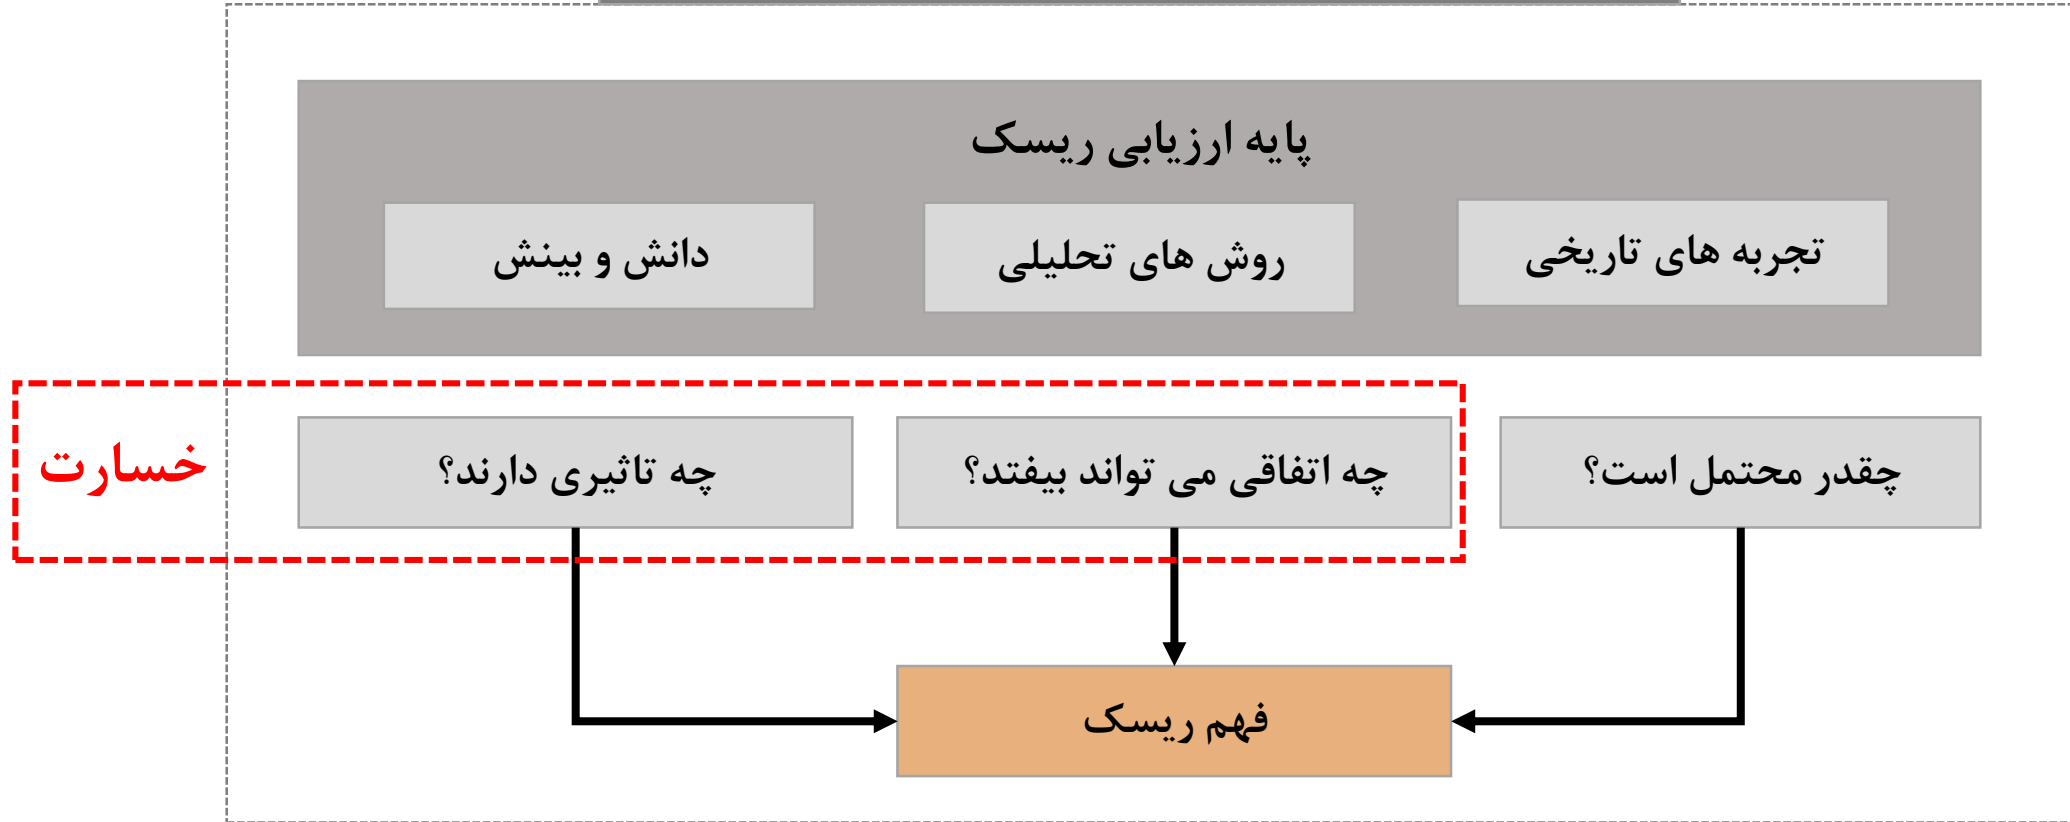 پایه ارزیابی ریسک
تجربه های تاریخی
روش های تحلیلی
دانش و بینش
چقدر محتمل است؟
چه اتفاقی می تواند بیفتد؟
چه تاثیری دارند؟
خسارت
فهم ریسک